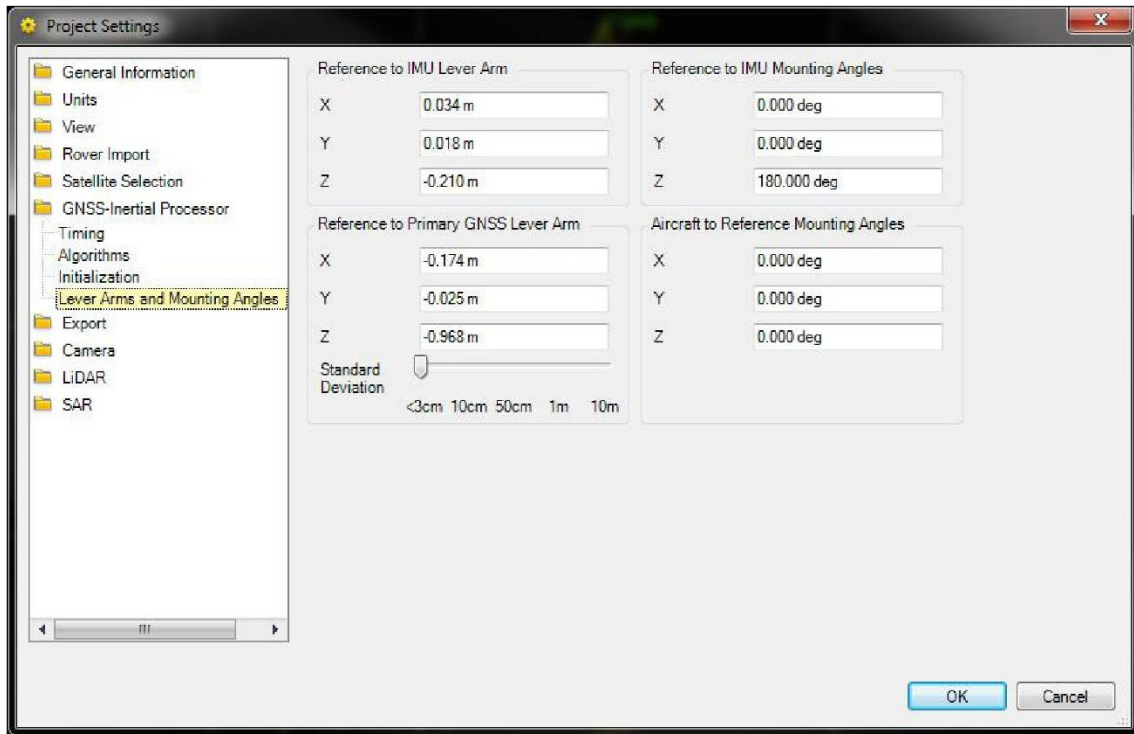 Project Settings
General Information
Units
View
Rover Import
Satellite Selection
GNSS-Inertial Processor
Timing
Algorithms
Initialization
Lever Arms and Mounting Angles
Export
Camera
LiDAR
SAR
Reference to IMU Lever Arm
X 0.034 m
Y 0.018 m
Z -0.210 m
Reference to IMU Mounting Angles
X 0.000 deg
Y 0.000 deg
Z 180.000 deg
Reference to Primary GNSS Lever Arm
X -0.174 m
Y -0.025 m
Z -0.968 m
Standard
Deviation
<3cm 10cm 50cm 1m 10m
Aircraft to Reference Mounting Angles
X 0.000 deg
Y 0.000 deg
Z 0.000 deg
OK Cancel